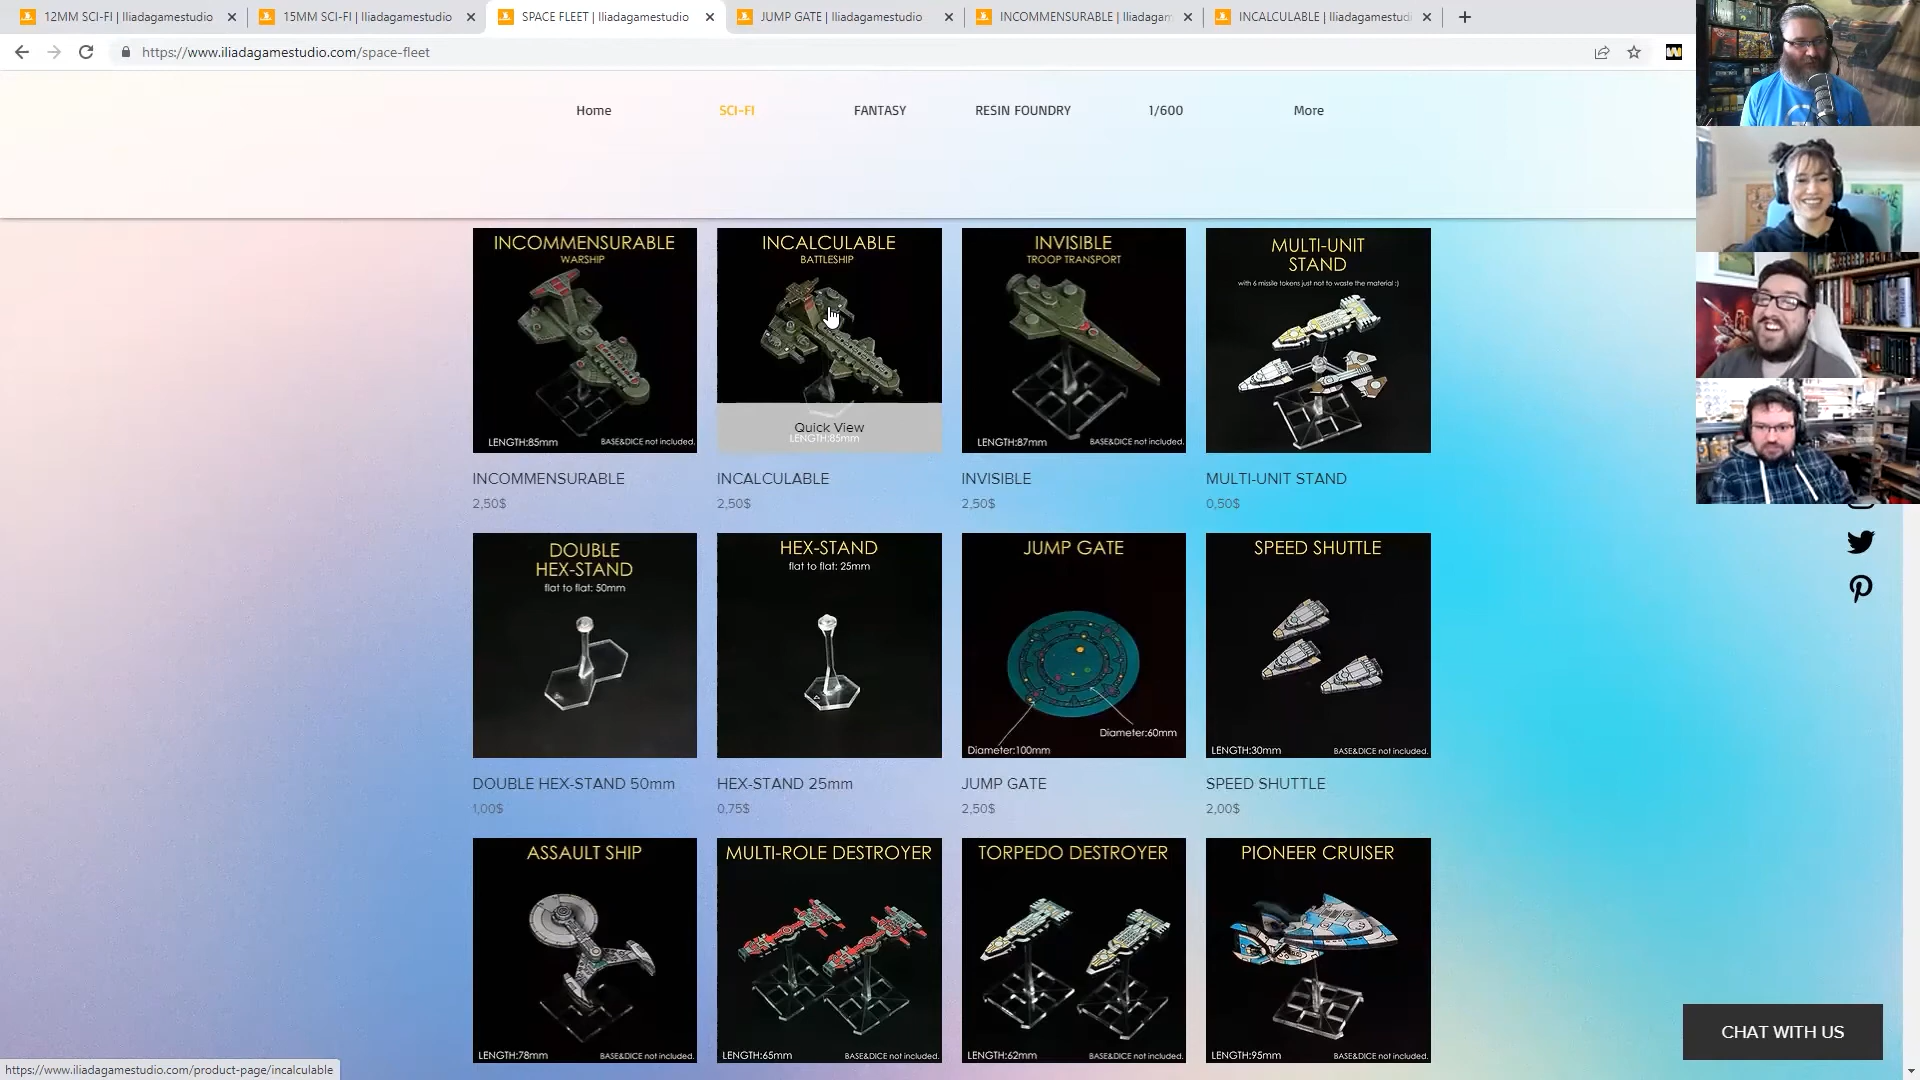 12MM SCI-FI | Iliadagamestudio
15MM SCI-FI | Iliadagamestudio
SPACE FLEET | Iliadagamestudio
JUMP GATE | Iliadagamestudio
INCOMMENSURABLE | Iliadagam
INCALCULABLE | Iliadagamestudi
https://www.iliadagamestudio.com/space-fleet
Home
SCI-FI
FANTASY
RESIN FOUNDRY
1/600
More
INCOMMENSURABLE
WARSHIP
LENGTH:85mm
BASE&DICE not included.
INCALCULABLE
BATTLESHIP
Quick View
LENGTH:85mm
INVISIBLE
TROOP TRANSPORT
LENGTH:87mm
BASE&DICE not included.
MULTI-UNIT
STAND
with 6 missile tokens just not to waste the material :)
INCOMMENSURABLE
2,50$
INCALCULABLE
2,50$
INVISIBLE
2,50$
MULTI-UNIT STAND
0,50$
DOUBLE
HEX-STAND
flat to flat: 50mm
HEX-STAND
flat to flat: 25mm
JUMP GATE
Diameter:60mm
Diameter:100mm
SPEED SHUTTLE
LENGTH:30mm
BASE&DICE not included.
DOUBLE HEX-STAND 50mm
1,00$
HEX-STAND 25mm
0,75$
JUMP GATE
2,50$
SPEED SHUTTLE
2,00$
ASSAULT SHIP
LENGTH:78mm
BASE&DICE not included.
MULTI-ROLE DESTROYER
LENGTH:65mm
BASE&DICE not included.
TORPEDO DESTROYER
LENGTH:62mm
BASE&DICE not included.
PIONEER CRUISER
LENGTH:95mm
BASE&DICE not included.
CHAT WITH US
https://www.iliadagamestudio.com/product-page/incalculable